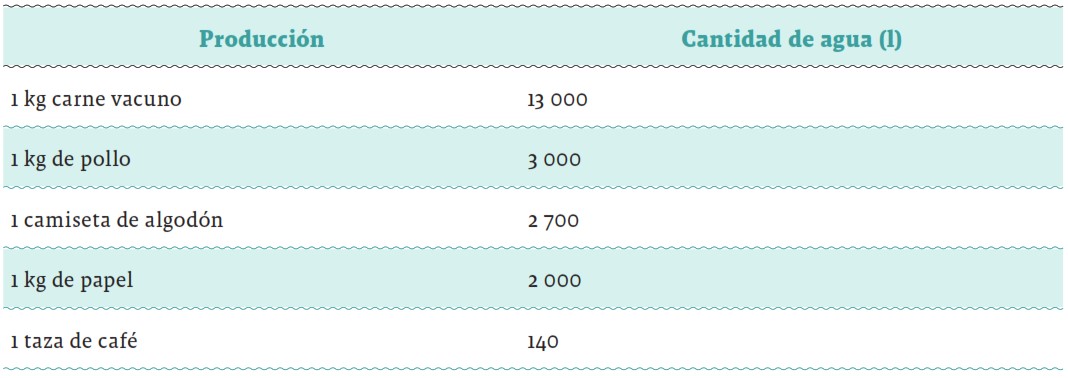 Producción Cantidad de agua (l)
1 kg carne vacuno 13 000
1 kg de pollo 3 000
1 camiseta de algodón 2 700
1 kg de papel 2 000
1 taza de café 140